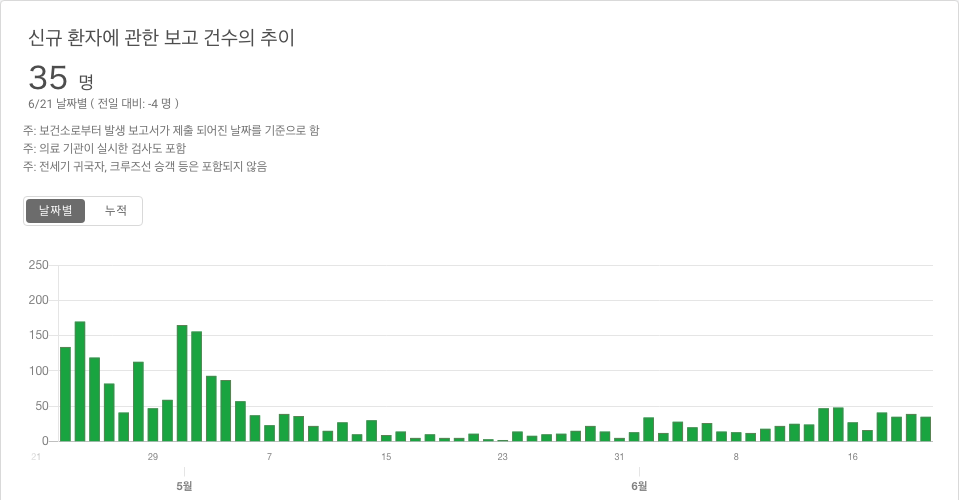 신규 환자에 관한 보고 건수의 추이
35 명
6/21 날짜별 ( 전일 대비: -4 명 )
주: 보건소로부터 발생 보고서가 제출 되어진 날짜를 기준으로 함
주: 의료 기관이 실시한 검사도 포함
주: 전세기 귀국자, 크루즈선 승객 등은 포함되지 않음
날짜별 누적
250
200
150
100
50
0
21 29 7 15 23 31 8 16
5월 6월